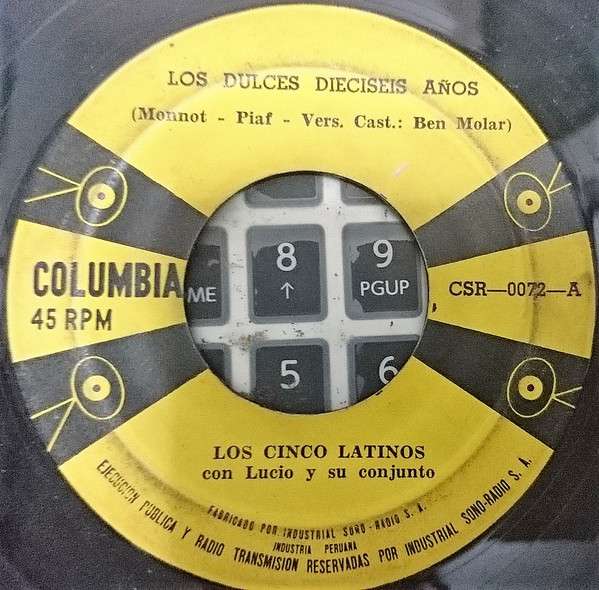 LOS DULCES DIECISEIS AÑOS
(Monnot - Piaf - Vers. Cast.: Ben Molar)
COLUMBIA
45 RPM
CSR—0072—A
ME
8
↑
9
PGUP
5
6
LOS CINCO LATINOS
con Lucio y su conjunto
FABRICADO POR INDUSTRIAL SONO-RADIO S. A.
INDUSTRIA PERUANA
EJECUCION PUBLICA Y RADIO TRANSMISION RESERVADAS POR INDUSTRIAL SONO-RADIO S. A.